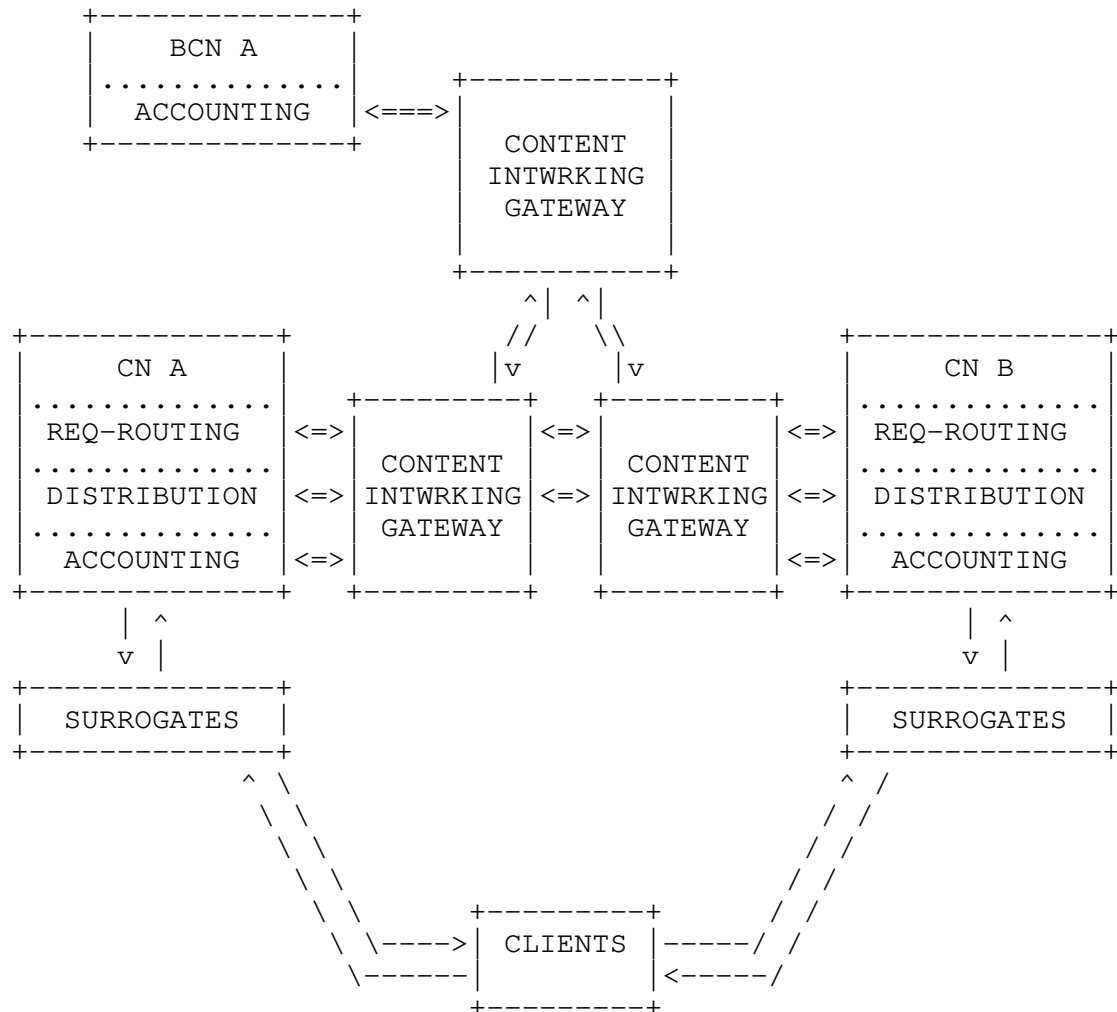 BCN A
..............
ACCOUNTING <===>
CONTENT
INTWRKING
GATEWAY
CN A
..............
REQ-ROUTING <=>
..............
DISTRIBUTION <=>
..............
ACCOUNTING <=>
CONTENT
INTWRKING
GATEWAY
<=>
<=>
CONTENT
INTWRKING
GATEWAY
CN B
..............
<=> REQ-ROUTING
..............
<=> DISTRIBUTION
..............
<=> ACCOUNTING
SURROGATES
SURROGATES
CLIENTS